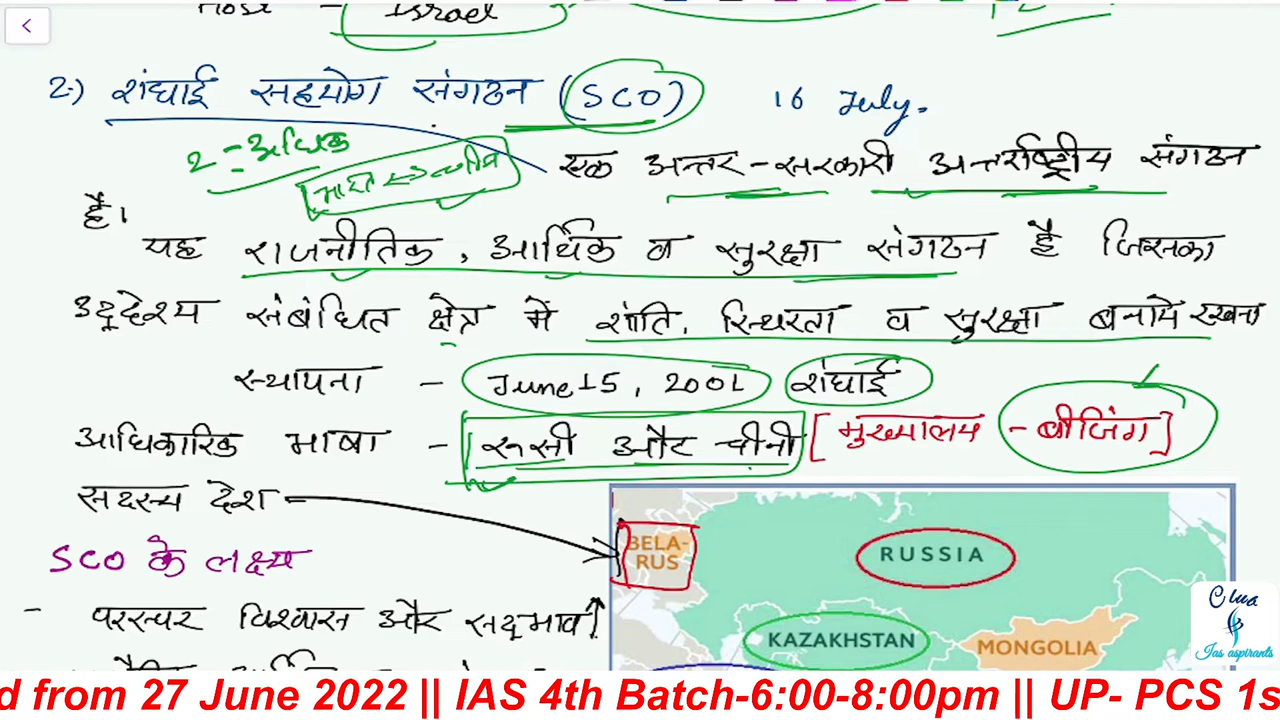 Israel
2.) शंघाई सहयोग संगठन (SCO) 16 July.
2 - अधिक
एक अन्तर-सरकारी अन्तर्राष्ट्रीय संगठन
है।
यह राजनीतिक, आर्थिक व सुरक्षा संगठन है जिसका
उद्देश्य संबंधित क्षेत्र में शांति, स्थिरता व सुरक्षा बनाये रखना
स्थापना - June 15, 2001 शंघाई
आधिकारिक भाषा - रूसी और चीनी [मुख्यालय - बीजिंग]
सदस्य देश
BELA-
RUS
RUSSIA
SCO के लक्ष्य
- परस्पर विश्वास और सद्भाव
KAZAKHSTAN
MONGOLIA
Clue
Ias aspirants
d from 27 June 2022 || IAS 4th Batch-6:00-8:00pm || UP- PCS 1s